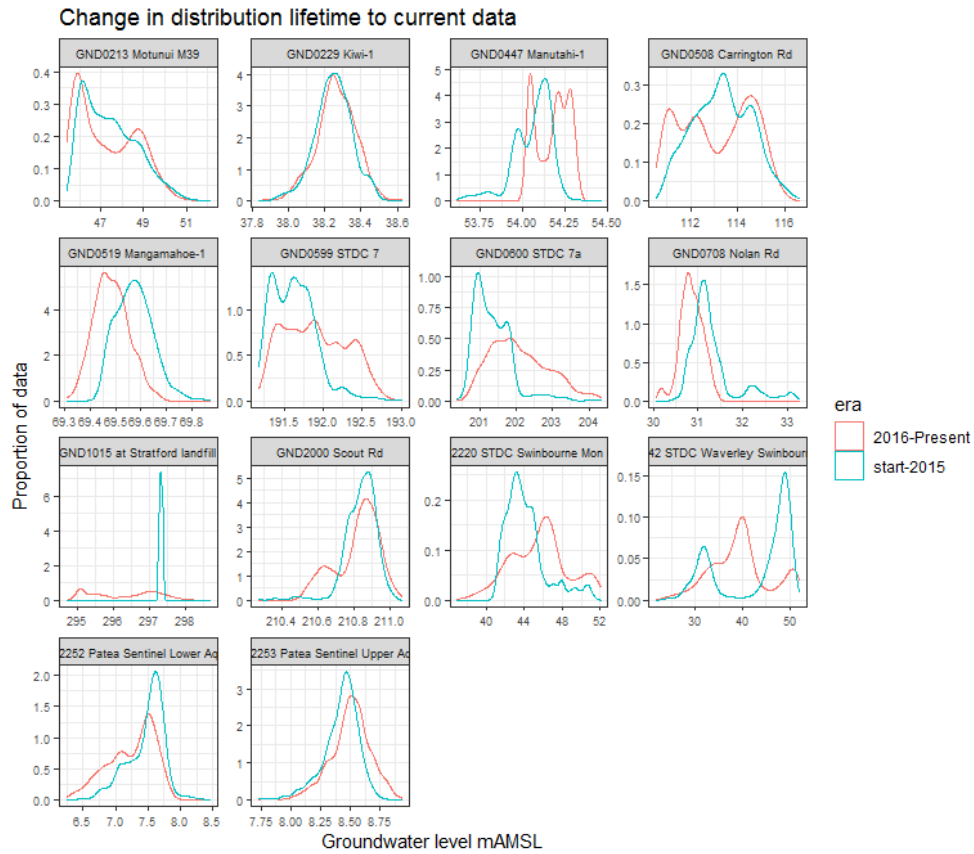 Change in distribution lifetime to current data
GND0213 Motunui M39
GND0229 Kiwi-1
GND0447 Manutahi-1
GND0508 Carrington Rd
0.4
0.3
0.2
0.1
0.0
47 49 51
4
3
2
1
0
37.8 38.0 38.2 38.4 38.6
5
4
3
2
1
0
53.75 54.00 54.25 54.50
0.3
0.2
0.1
0.0
112 114 116
GND0519 Mangamahoe-1
GND0599 STDC 7
GND0600 STDC 7a
GND0708 Nolan Rd
4
2
0
69.3 69.4 69.5 69.6 69.7 69.8
1.0
0.5
0.0
191.5 192.0 192.5 193.0
1.00
0.75
0.50
0.25
0.00
201 202 203 204
1.5
1.0
0.5
0.0
30 31 32 33
GND1015 at Stratford landfill
GND2000 Scout Rd
2220 STDC Swinbourne Mon
42 STDC Waverley Swinbour
6
4
2
0
295 296 297 298
5
4
3
2
1
0
210.4 210.6 210.8 211.0
0.2
0.1
0.0
40 44 48 52
0.15
0.10
0.05
0.00
30 40 50
2252 Patea Sentinel Lower Aq
2253 Patea Sentinel Upper Aq
2.0
1.5
1.0
0.5
0.0
6.5 7.0 7.5 8.0 8.5
3
2
1
0
7.75 8.00 8.25 8.50 8.75
Proportion of data
Groundwater level mAMSL
era
2016-Present
start-2015